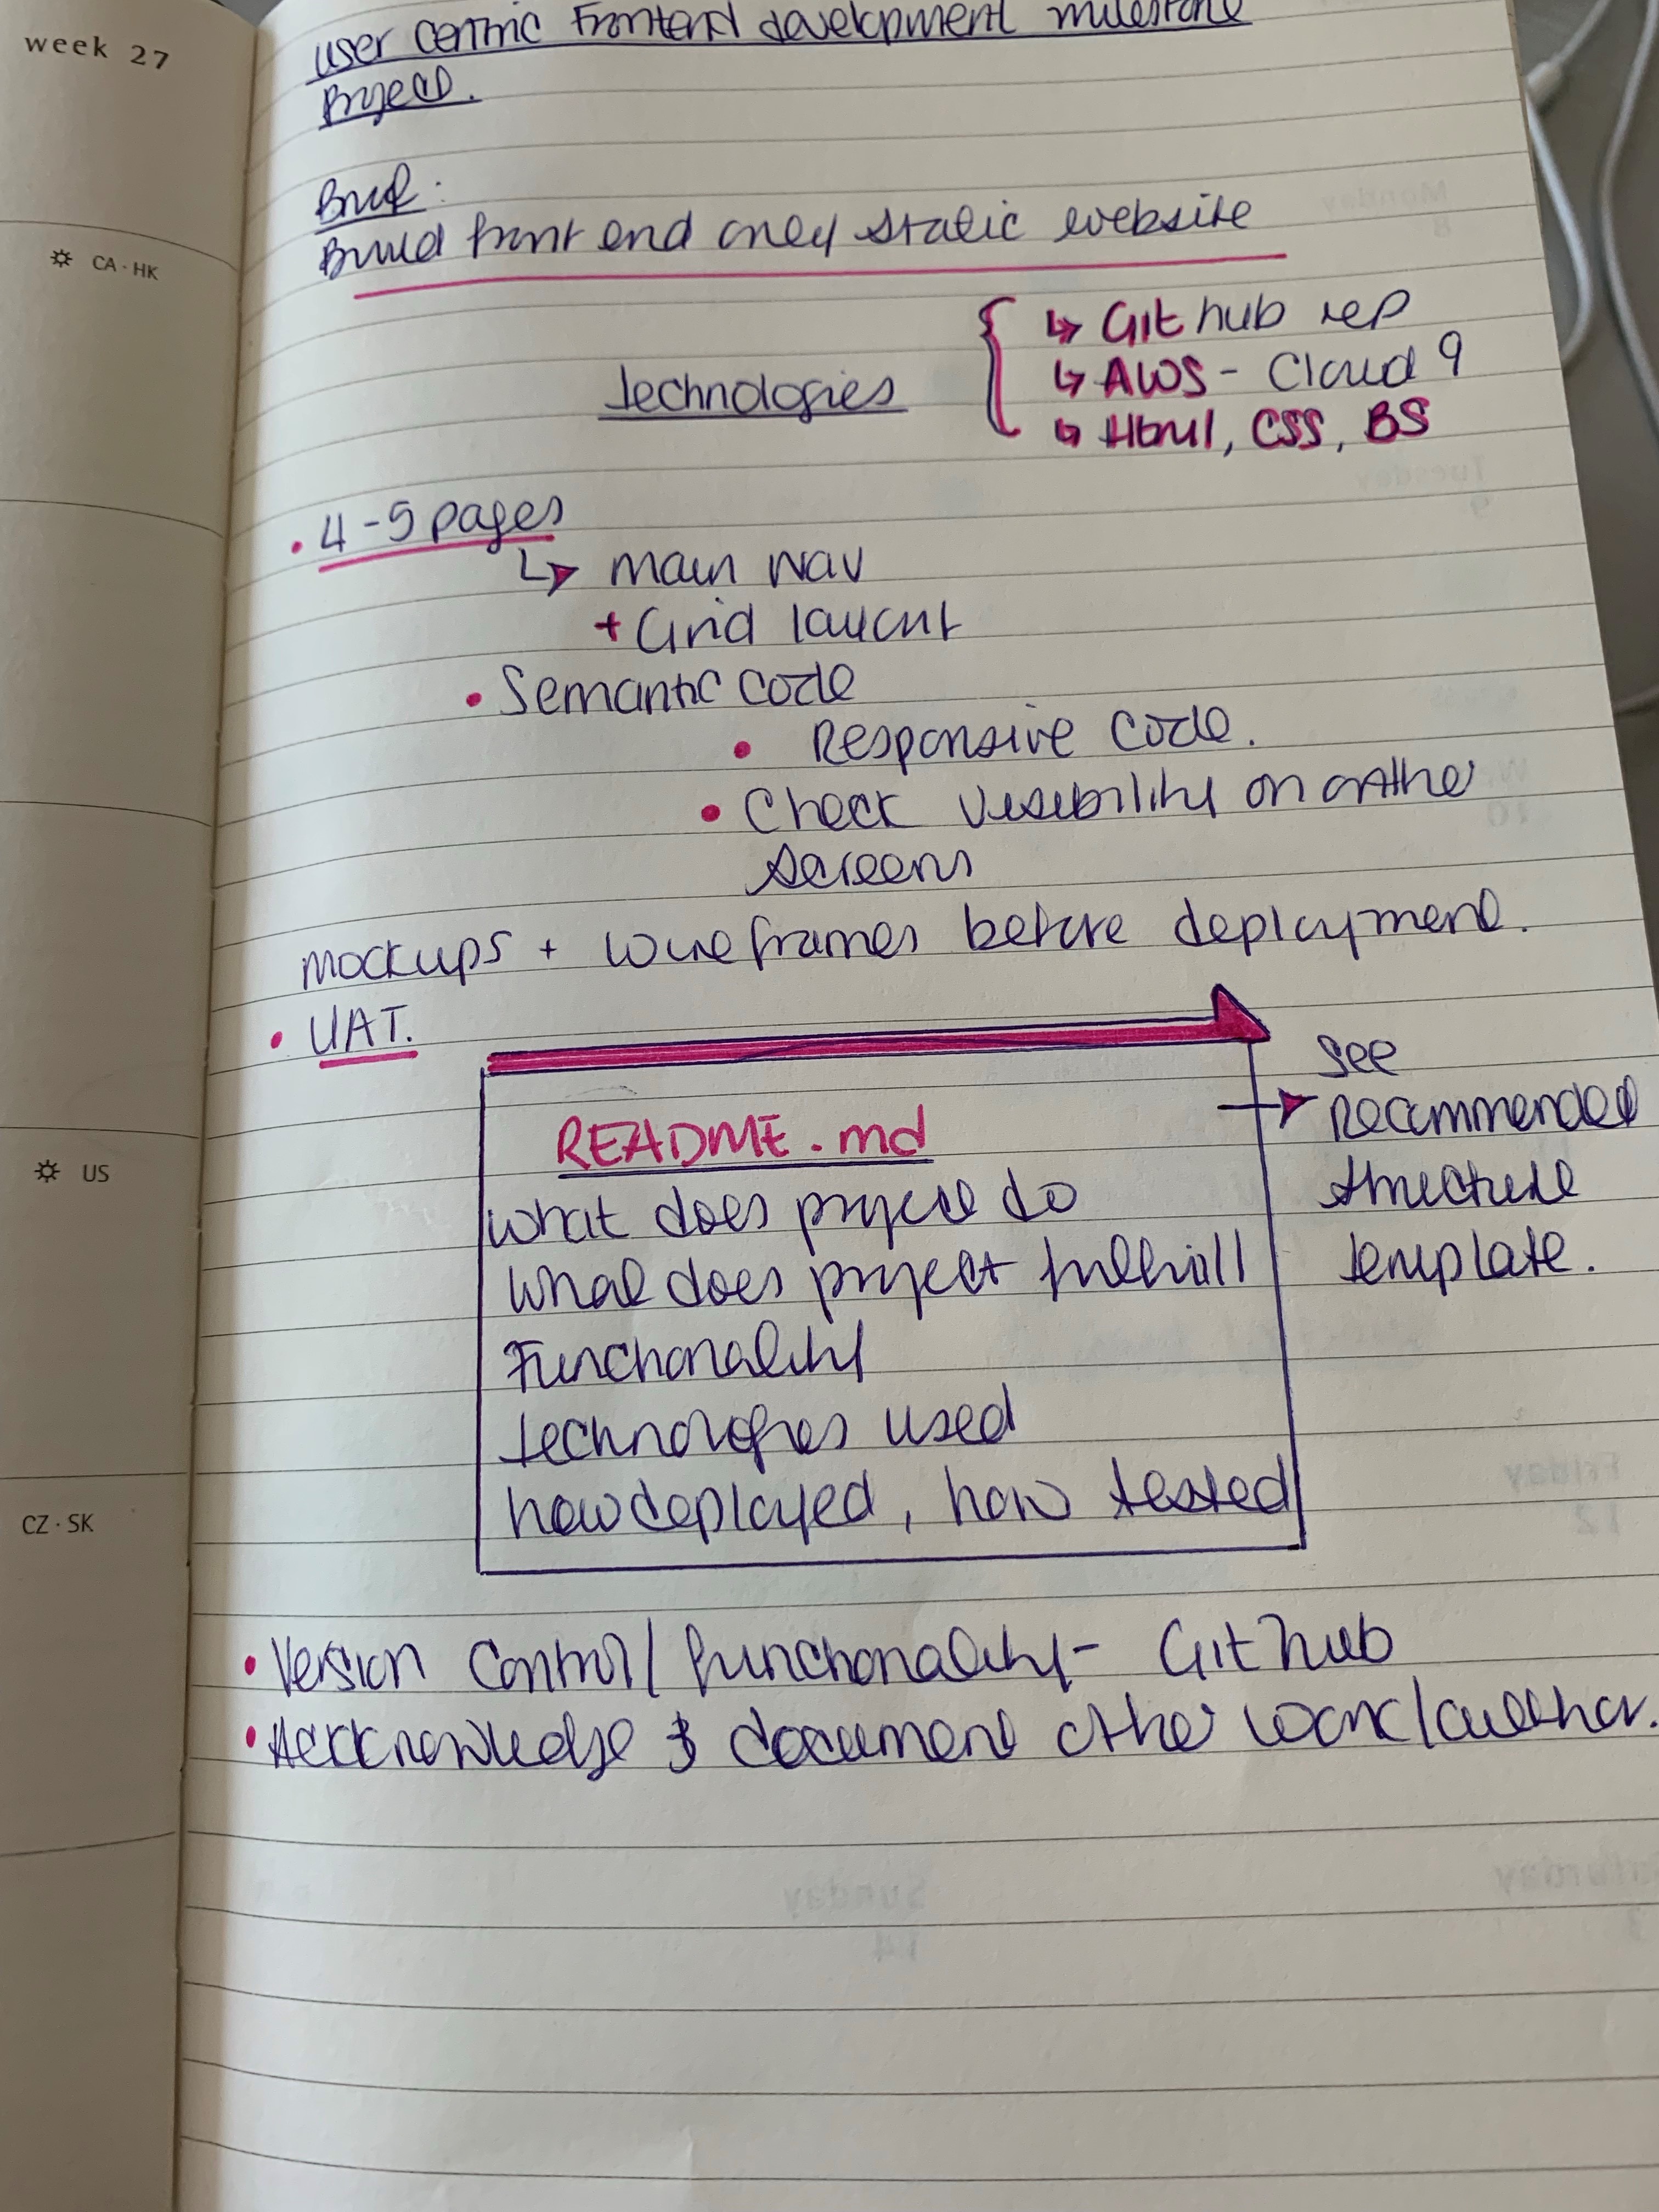 week 27
CA · HK
US
CZ · SK
User Centric Frontend development milestone
Project.
Brief:
Build front end only static website
Technologies
↳ Github rep
↳ AWS - Cloud 9
↳ Html, CSS, BS
• 4-5 pages
↳ main nav
+ Grid layout
• Semantic code
• Responsive code.
• Check visibility on other
screens
mockups + wireframes before deployment.
• UAT.
README.md
what does project do
what does project fulfill
Functionality
technologies used
how deployed, how tested
→ see
recommended
structure
template.
• Version Control / functionality - Github
• Acknowledge & document other work/author.